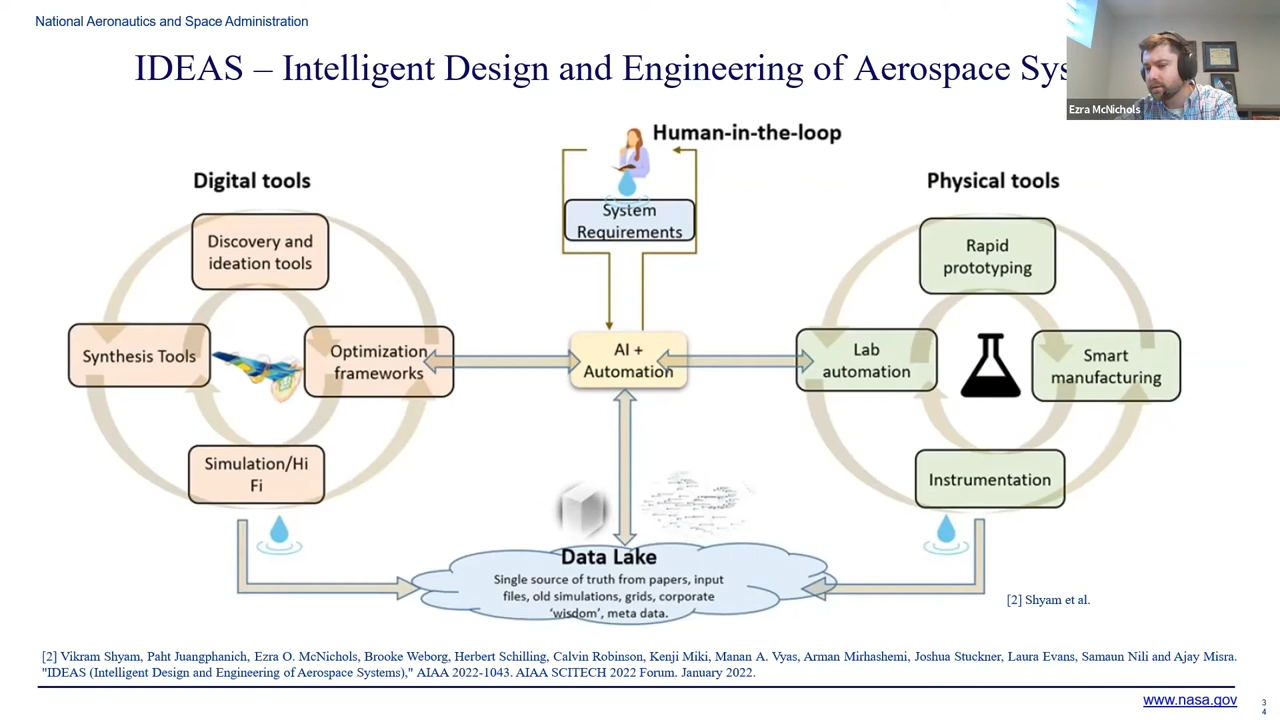 National Aeronautics and Space Administration
IDEAS – Intelligent Design and Engineering of Aerospace
Ezra McNichols
Human-in-the-loop
Digital tools
Physical tools
System
Requirements
Discovery and
ideation tools
Rapid
prototyping
Synthesis Tools
Optimization
frameworks
AI +
Automation
Lab
automation
Smart
manufacturing
Simulation/Hi
Fi
Instrumentation
Data Lake
Single source of truth from papers, input
files, old simulations, grids, corporate
‘wisdom’, meta data.
[2] Shyam et al.
[2] Vikram Shyam, Paht Juangphanich, Ezra O. McNichols, Brooke Weborg, Herbert Schilling, Calvin Robinson, Kenji Miki, Manan A. Vyas, Arman Mirhashemi, Joshua Stuckner, Laura Evans, Samaun Nili and Ajay Misra.
"IDEAS (Intelligent Design and Engineering of Aerospace Systems)," AIAA 2022-1043. AIAA SCITECH 2022 Forum. January 2022.
www.nasa.gov
3
4